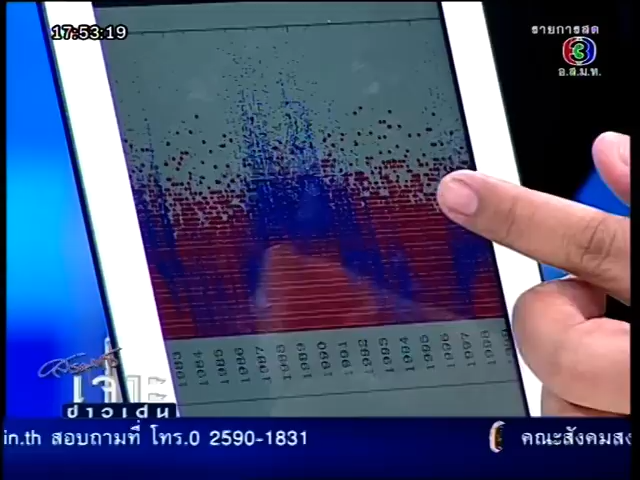 17:53:19
รายการสด
3
อ.ส.ม.ท.
1983 1984 1985 1986 1987 1988 1989 1990 1991 1992 1993 1994 1995 1996 1997 1998
เจาะ
ข่าวเด่น
in.th สอบถามที่ โทร.0 2590-1831
คณะสังคมสง